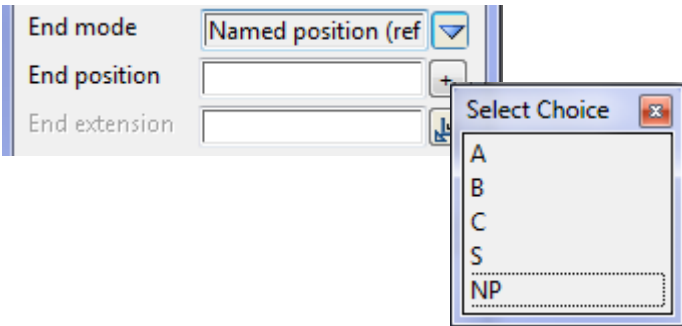 End mode
Named position (ref
End position
+
End extension
Select Choice
A
B
C
S
NP